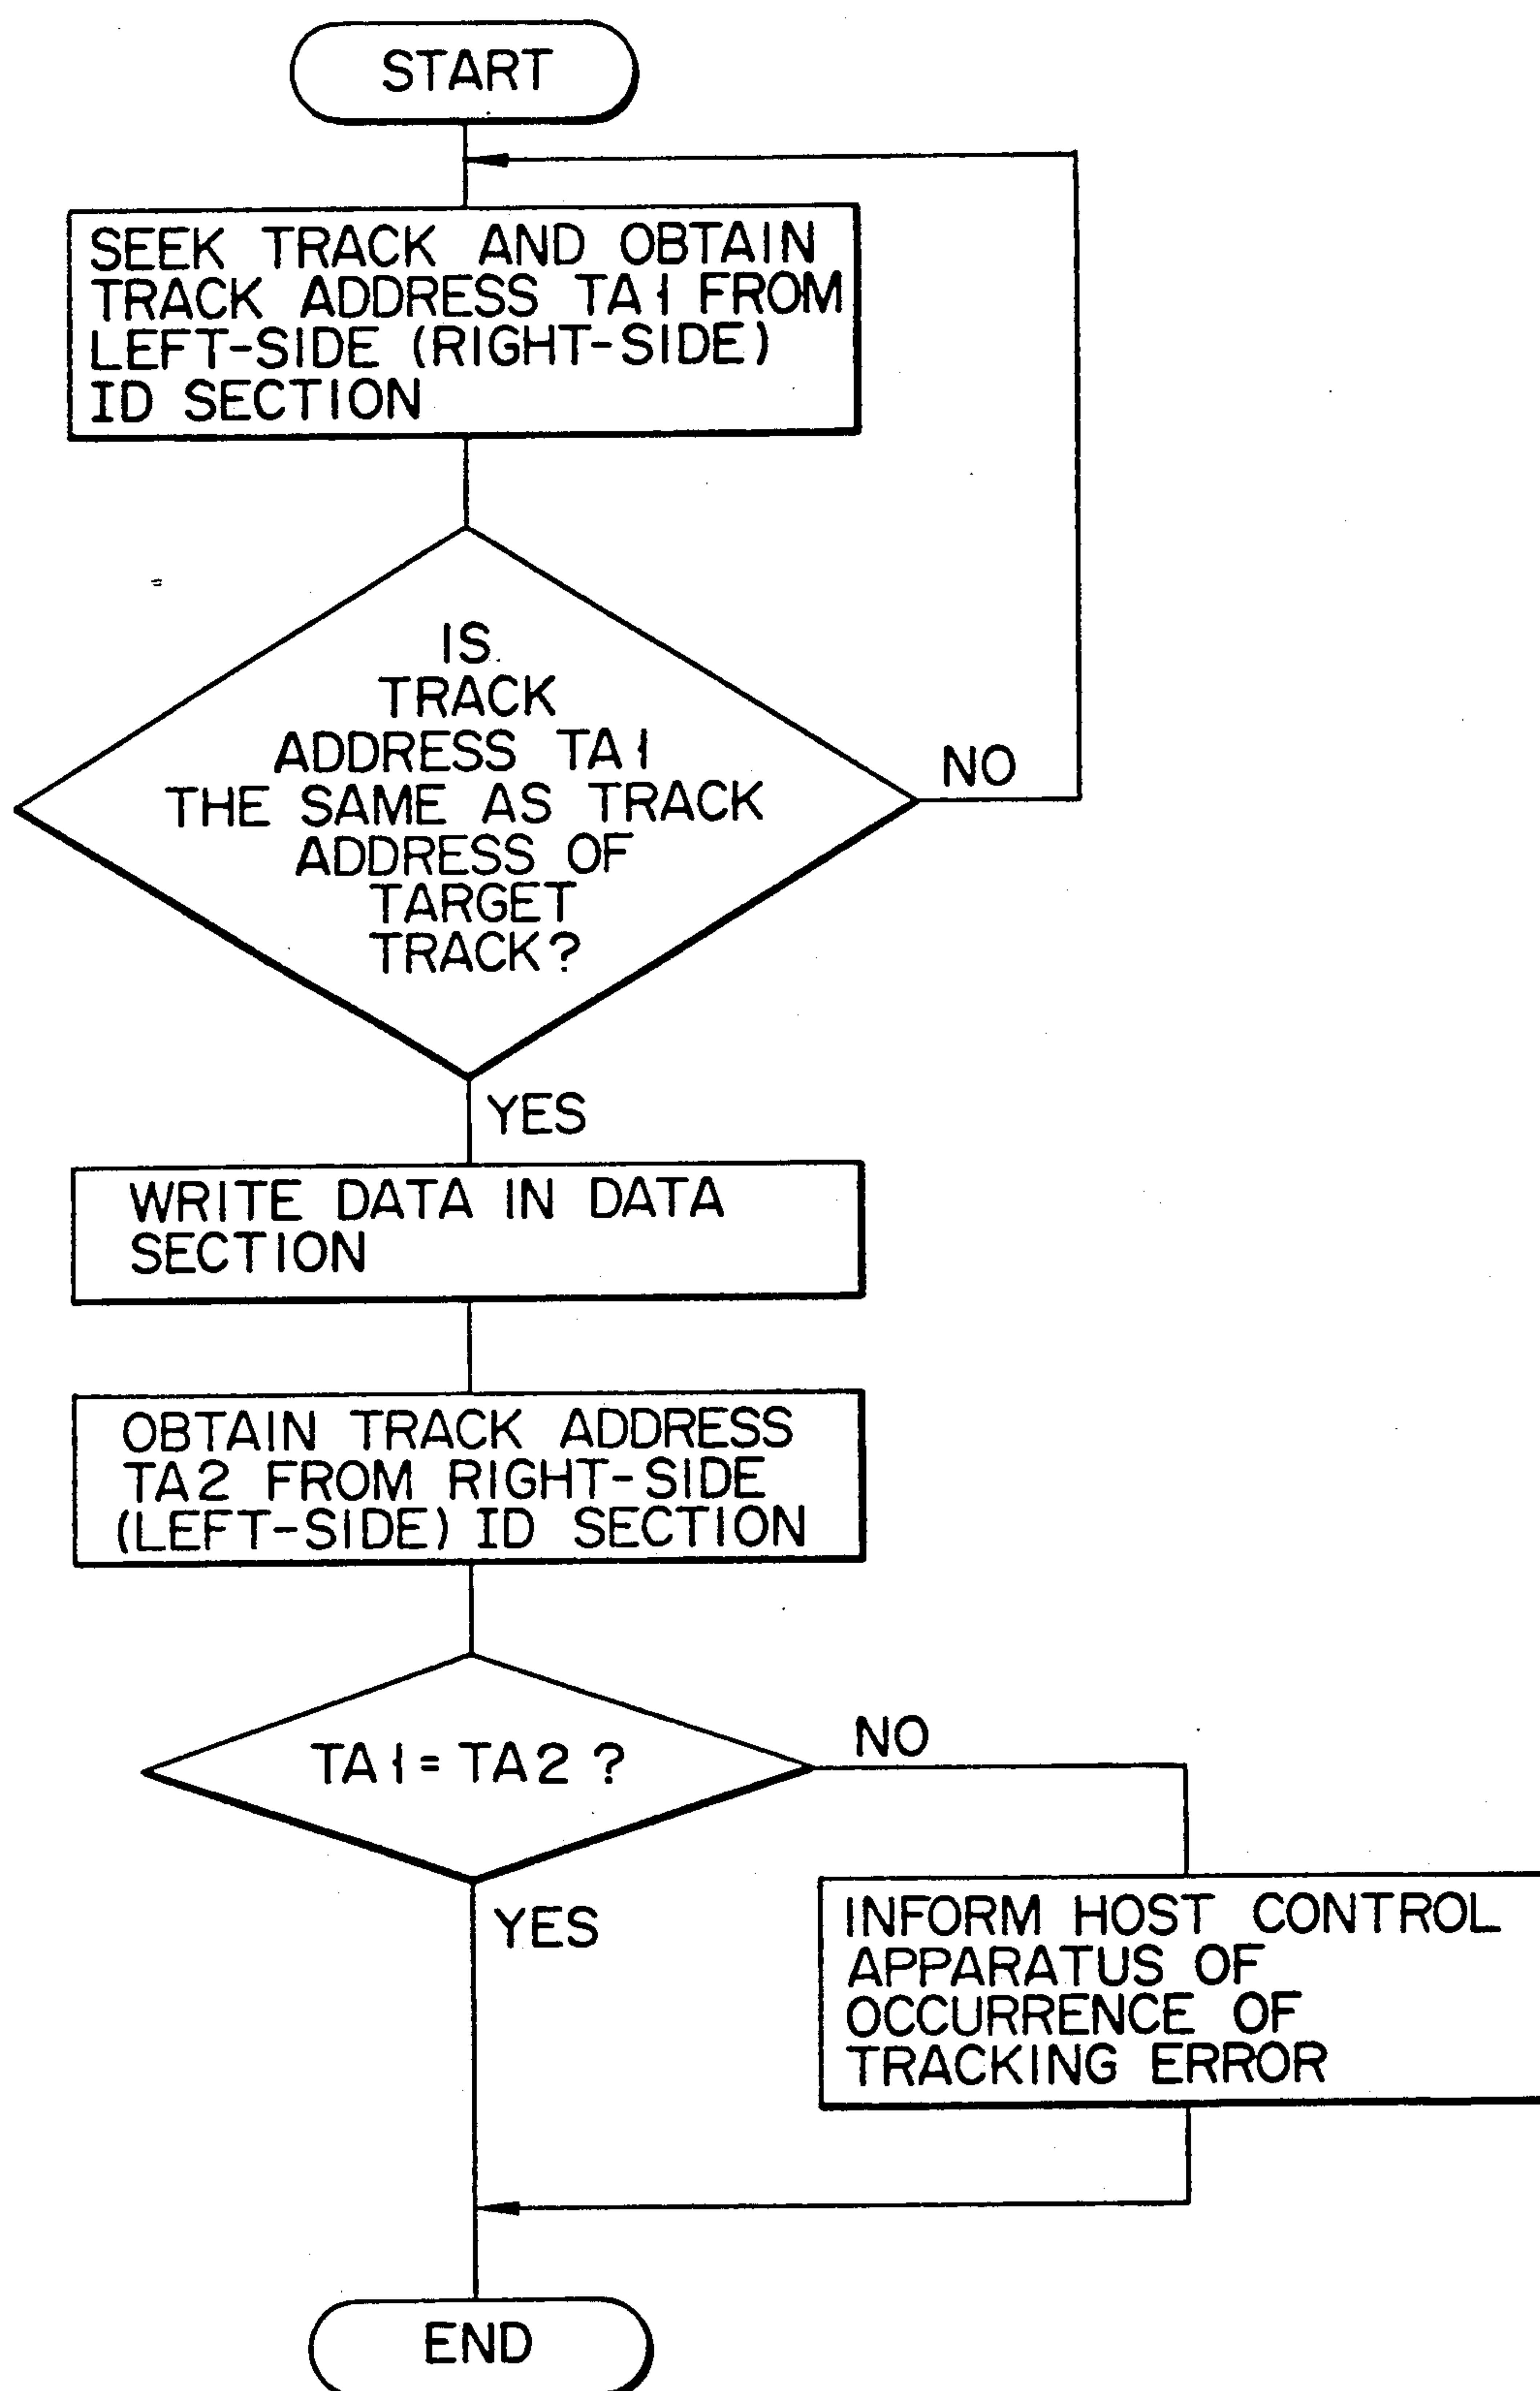 START
SEEK TRACK AND OBTAIN
TRACK ADDRESS TA1 FROM
LEFT-SIDE (RIGHT-SIDE)
ID SECTION
IS
TRACK
ADDRESS TA1
THE SAME AS TRACK
ADDRESS OF
TARGET
TRACK?
NO
YES
WRITE DATA IN DATA
SECTION
OBTAIN TRACK ADDRESS
TA2 FROM RIGHT-SIDE
(LEFT-SIDE) ID SECTION
TA1 = TA2 ?
NO
YES
INFORM HOST CONTROL
APPARATUS OF
OCCURRENCE OF
TRACKING ERROR
END